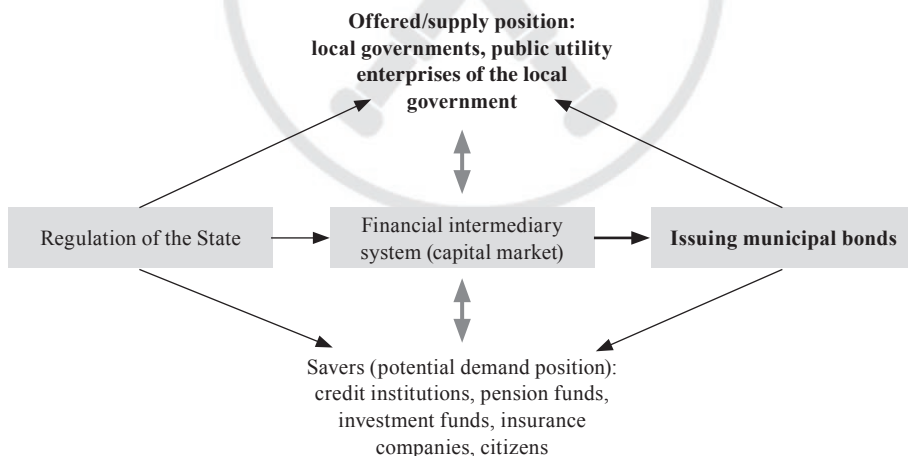 Offered/supply position:
local governments, public utility
enterprises of the local
government
Regulation of the State
Financial intermediary
system (capital market)
Issuing municipal bonds
Savers (potential demand position):
credit institutions, pension funds,
investment funds, insurance
companies, citizens